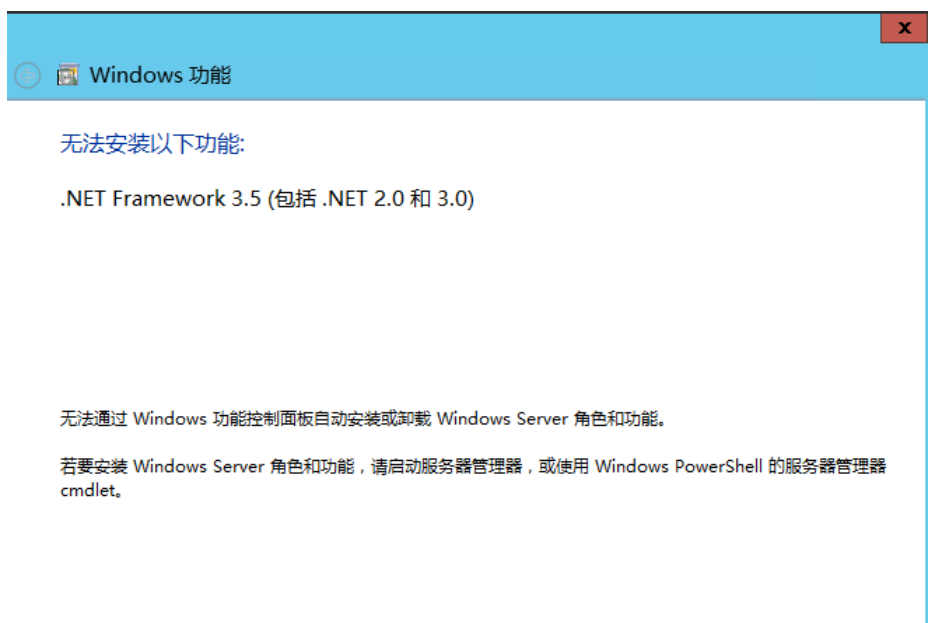 x
Windows 功能
无法安装以下功能:
.NET Framework 3.5 (包括 .NET 2.0 和 3.0)
无法通过 Windows 功能控制面板自动安装或卸载 Windows Server 角色和功能。
若要安装 Windows Server 角色和功能，请启动服务器管理器，或使用 Windows PowerShell 的服务器管理器
cmdlet。